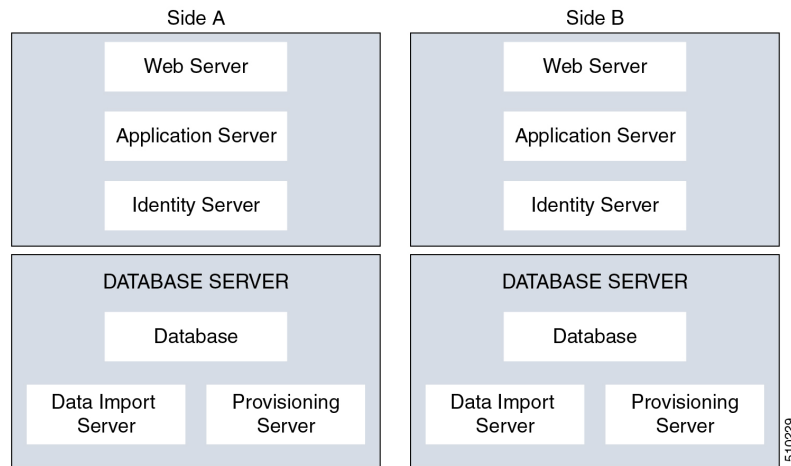 Side A
Side B
Web Server
Web Server
Application Server
Application Server
Identity Server
Identity Server
DATABASE SERVER
DATABASE SERVER
Database
Database
Data Import
Server
Provisioning
Server
Data Import
Server
Provisioning
Server
510229